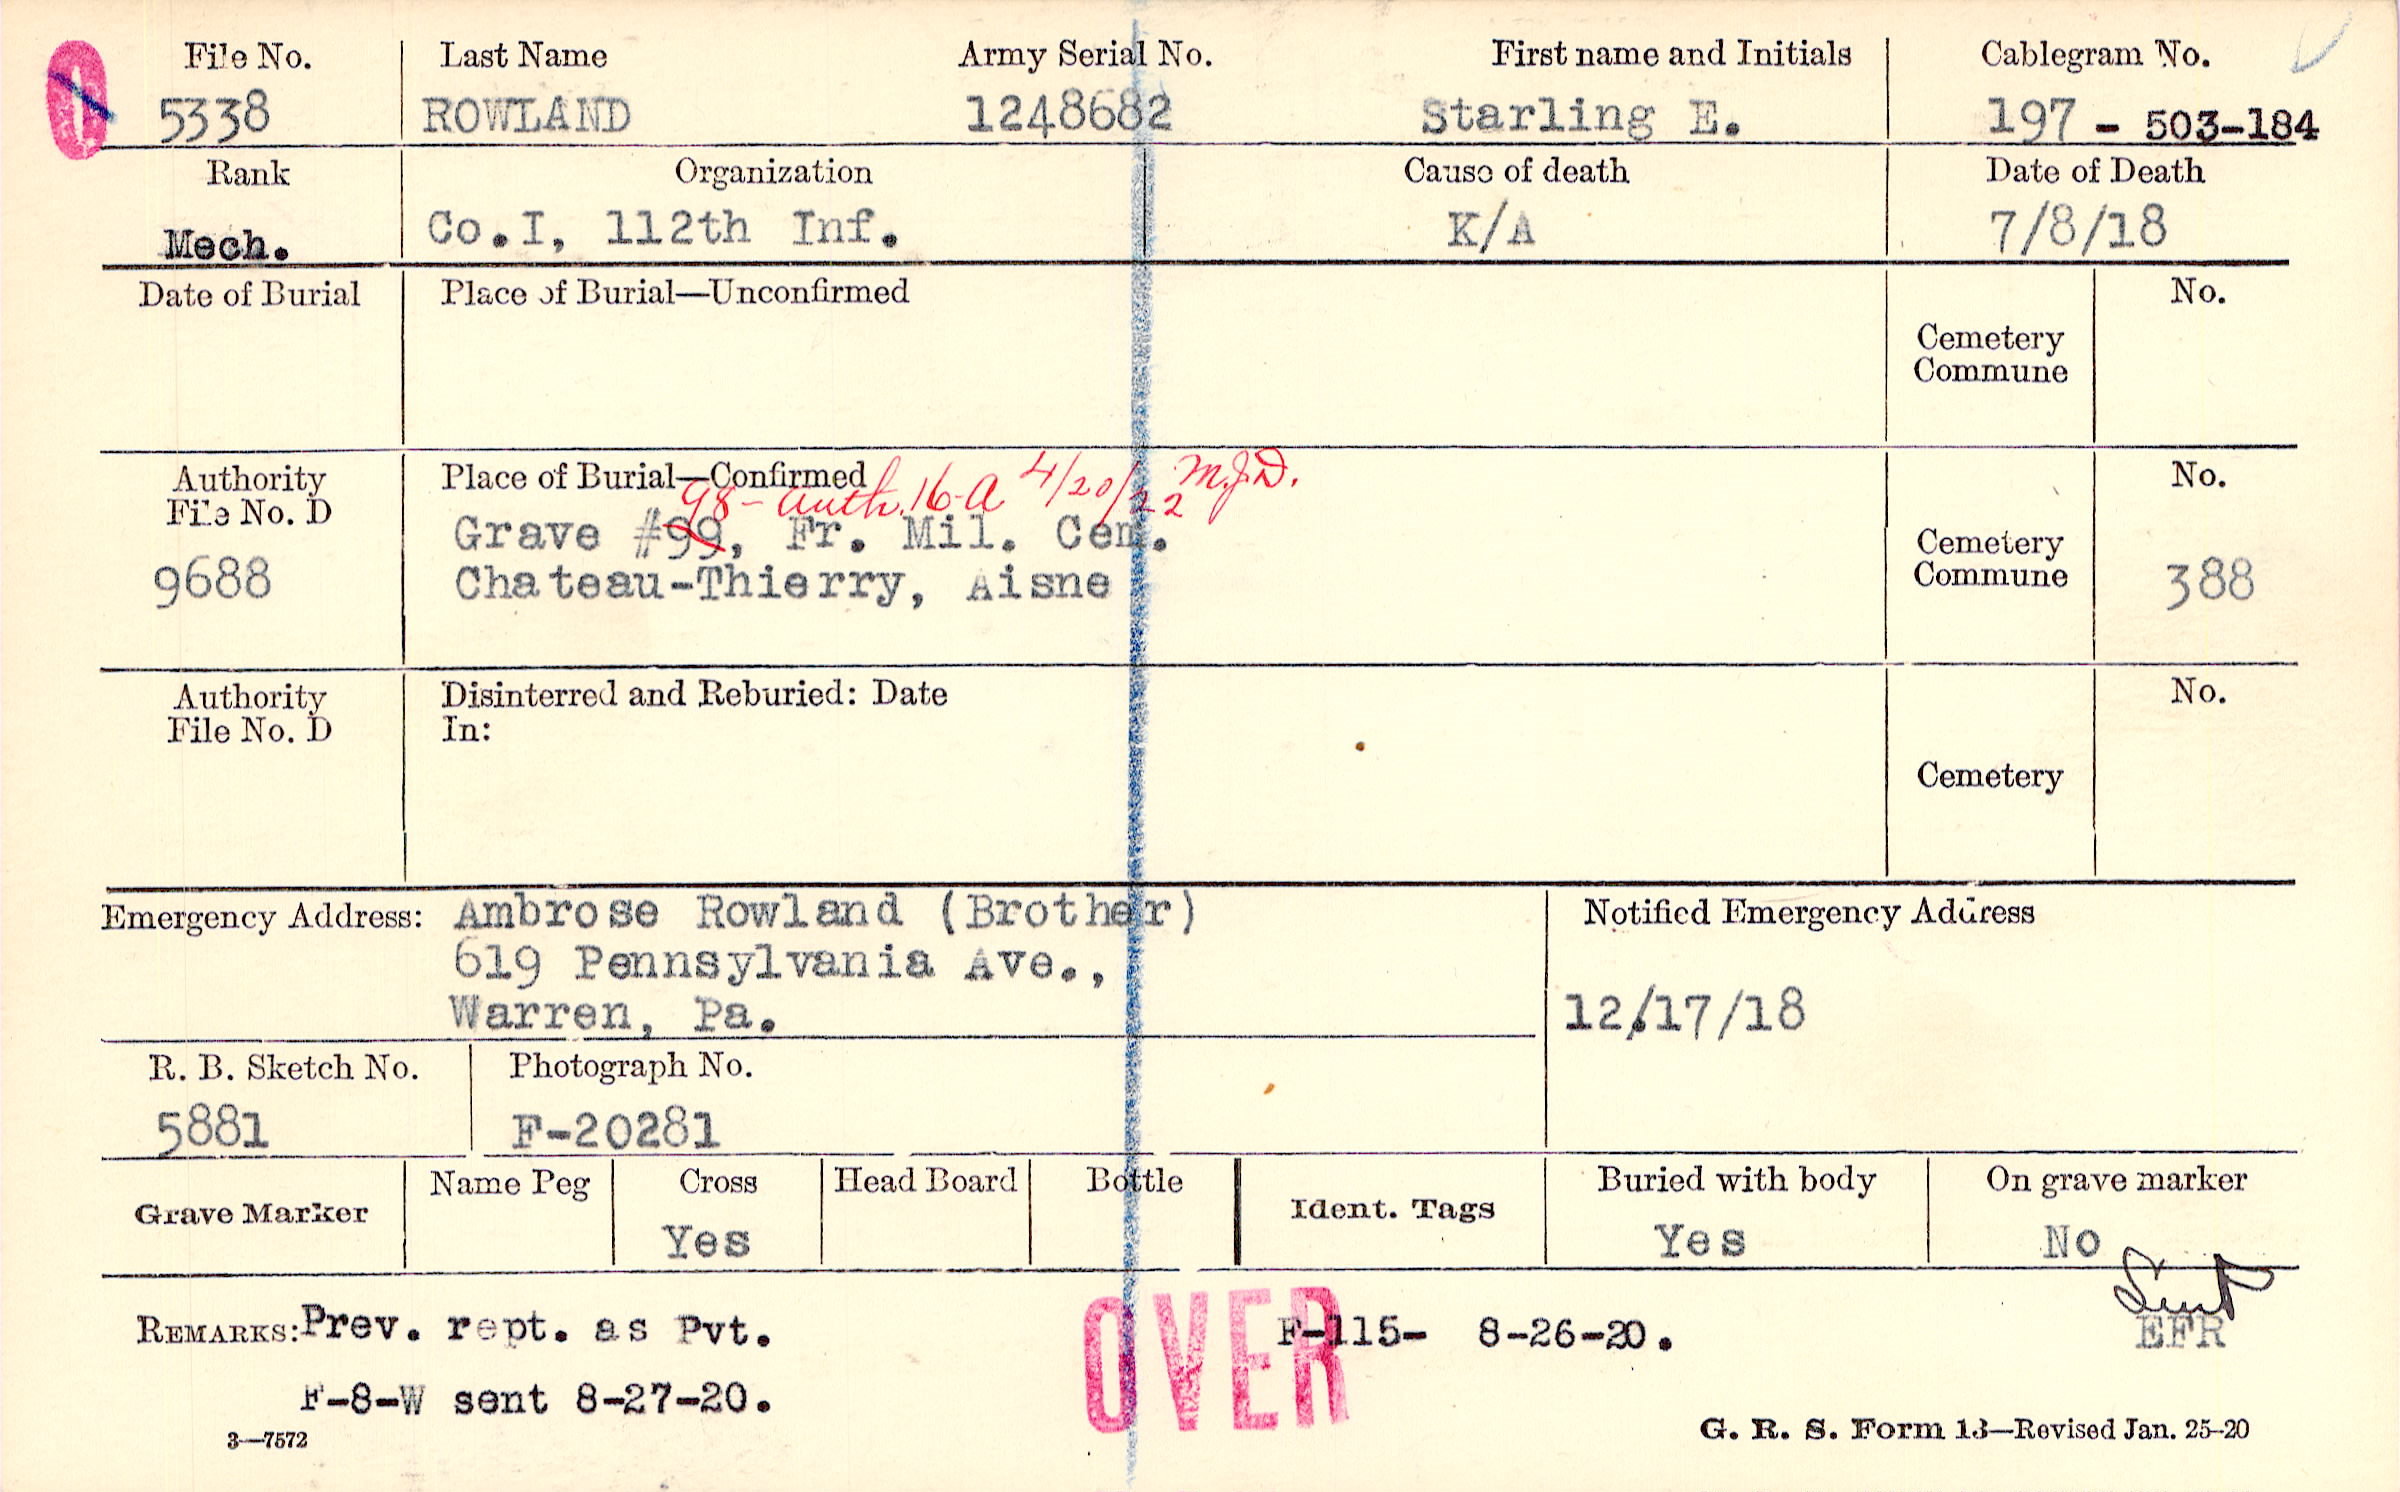 File No. Last Name Army Serial No. First name and Initials Cablegram No.
5338 ROWLAND 1248682 Starling E. 197 - 503-184
Rank Organization Cause of death Date of Death
Mech. Co.I, 112th Inf. K/A 7/8/18
Date of Burial Place of Burial—Unconfirmed No.
Cemetery
Commune
Authority Place of Burial—Confirmed No.
File No. D
98- auth. 16-A 4/20/22 M.J.D.
Grave #99, Fr. Mil. Cem.
Cemetery
Commune
9688 Chateau-Thierry, Aisne 388
Authority Disinterred and Reburied: Date No.
File No. D In:
Cemetery
Emergency Address: Ambrose Rowland (Brother) Notified Emergency Address
619 Pennsylvania Ave.,
Warren, Pa. 12/17/18
R. B. Sketch No. Photograph No.
5881 F-20281
Grave Marker Name Peg Cross Head Board Bottle Ident. Tags Buried with body On grave marker
Yes Yes No
REMARKS: Prev. rept. as Pvt. F-115- 8-26-20. EFR
F-8-W sent 8-27-20.
OVER
3—7572 G. R. S. Form 13—Revised Jan. 25-20